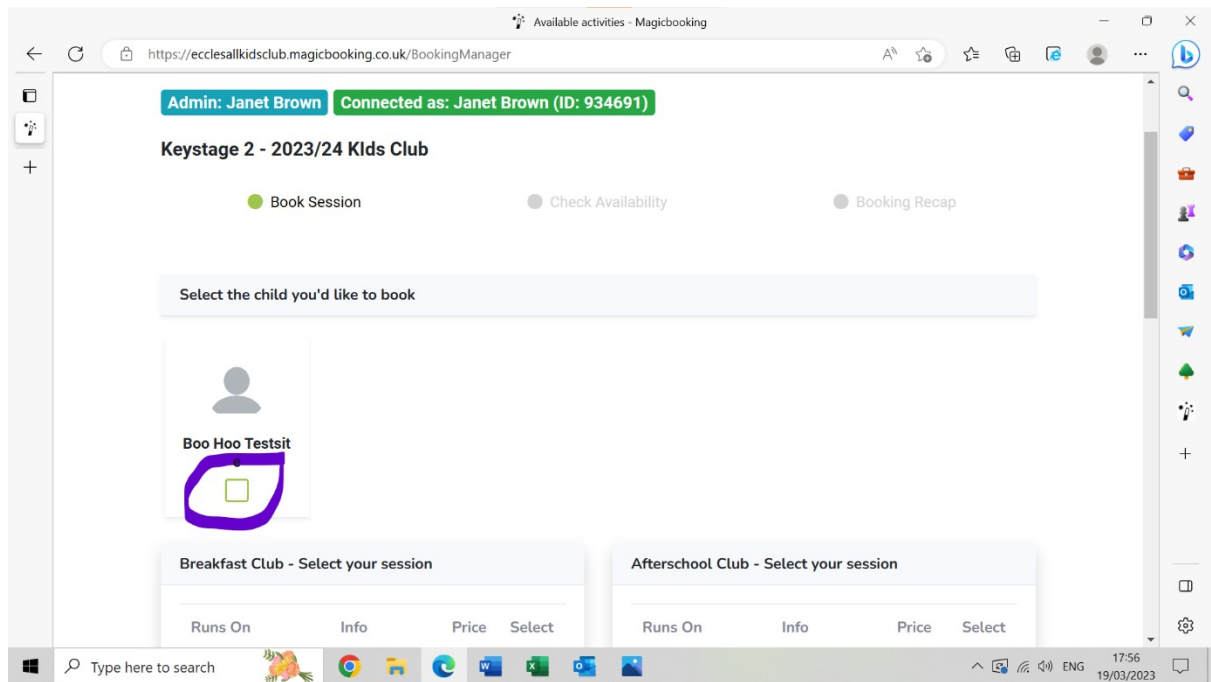 Available activities - Magicbooking
https://ecclesallkidsclub.magicbooking.co.uk/BookingManager
Admin: Janet Brown Connected as: Janet Brown (ID: 934691)
Keystage 2 - 2023/24 KIds Club
Book Session Check Availability Booking Recap
Select the child you'd like to book
Boo Hoo Testsit
e
Breakfast Club - Select your session Afterschool Club - Select your session
Runs On Info Price Select Runs On Info Price Select
Type here to search ENG 17:56
19/03/2023